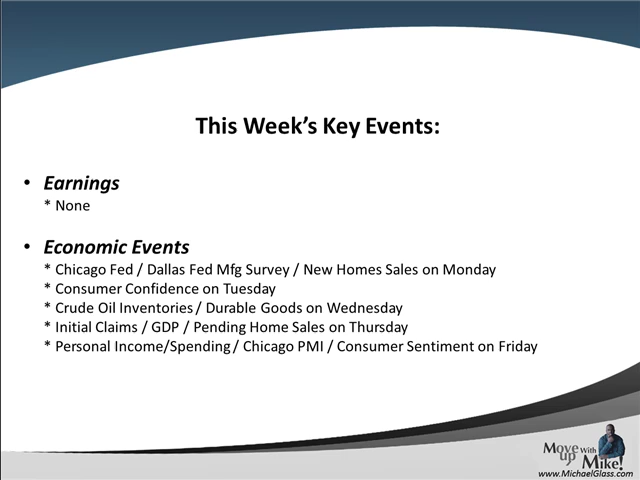 This Week's Key Events:
• Earnings
* None
• Economic Events
* Chicago Fed / Dallas Fed Mfg Survey / New Homes Sales on Monday
* Consumer Confidence on Tuesday
* Crude Oil Inventories / Durable Goods on Wednesday
* Initial Claims / GDP / Pending Home Sales on Thursday
* Personal Income/Spending / Chicago PMI / Consumer Sentiment on Friday
Move up With Mike!
www.MichaelGlass.com